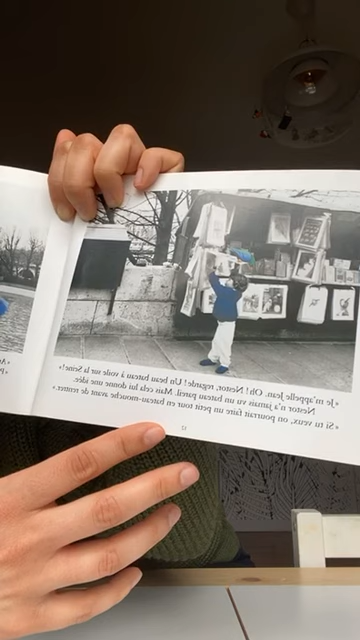 « Je m'appelle Jean. Oh ! Nestor, regarde ! Un beau bateau à voile sur la Seine ! »
Nestor n'a jamais vu un bateau pareil. Mais cela lui donne une idée.
« Si tu veux, on pourrait faire un petit tour en bateau-mouche avant de rentrer. »
12